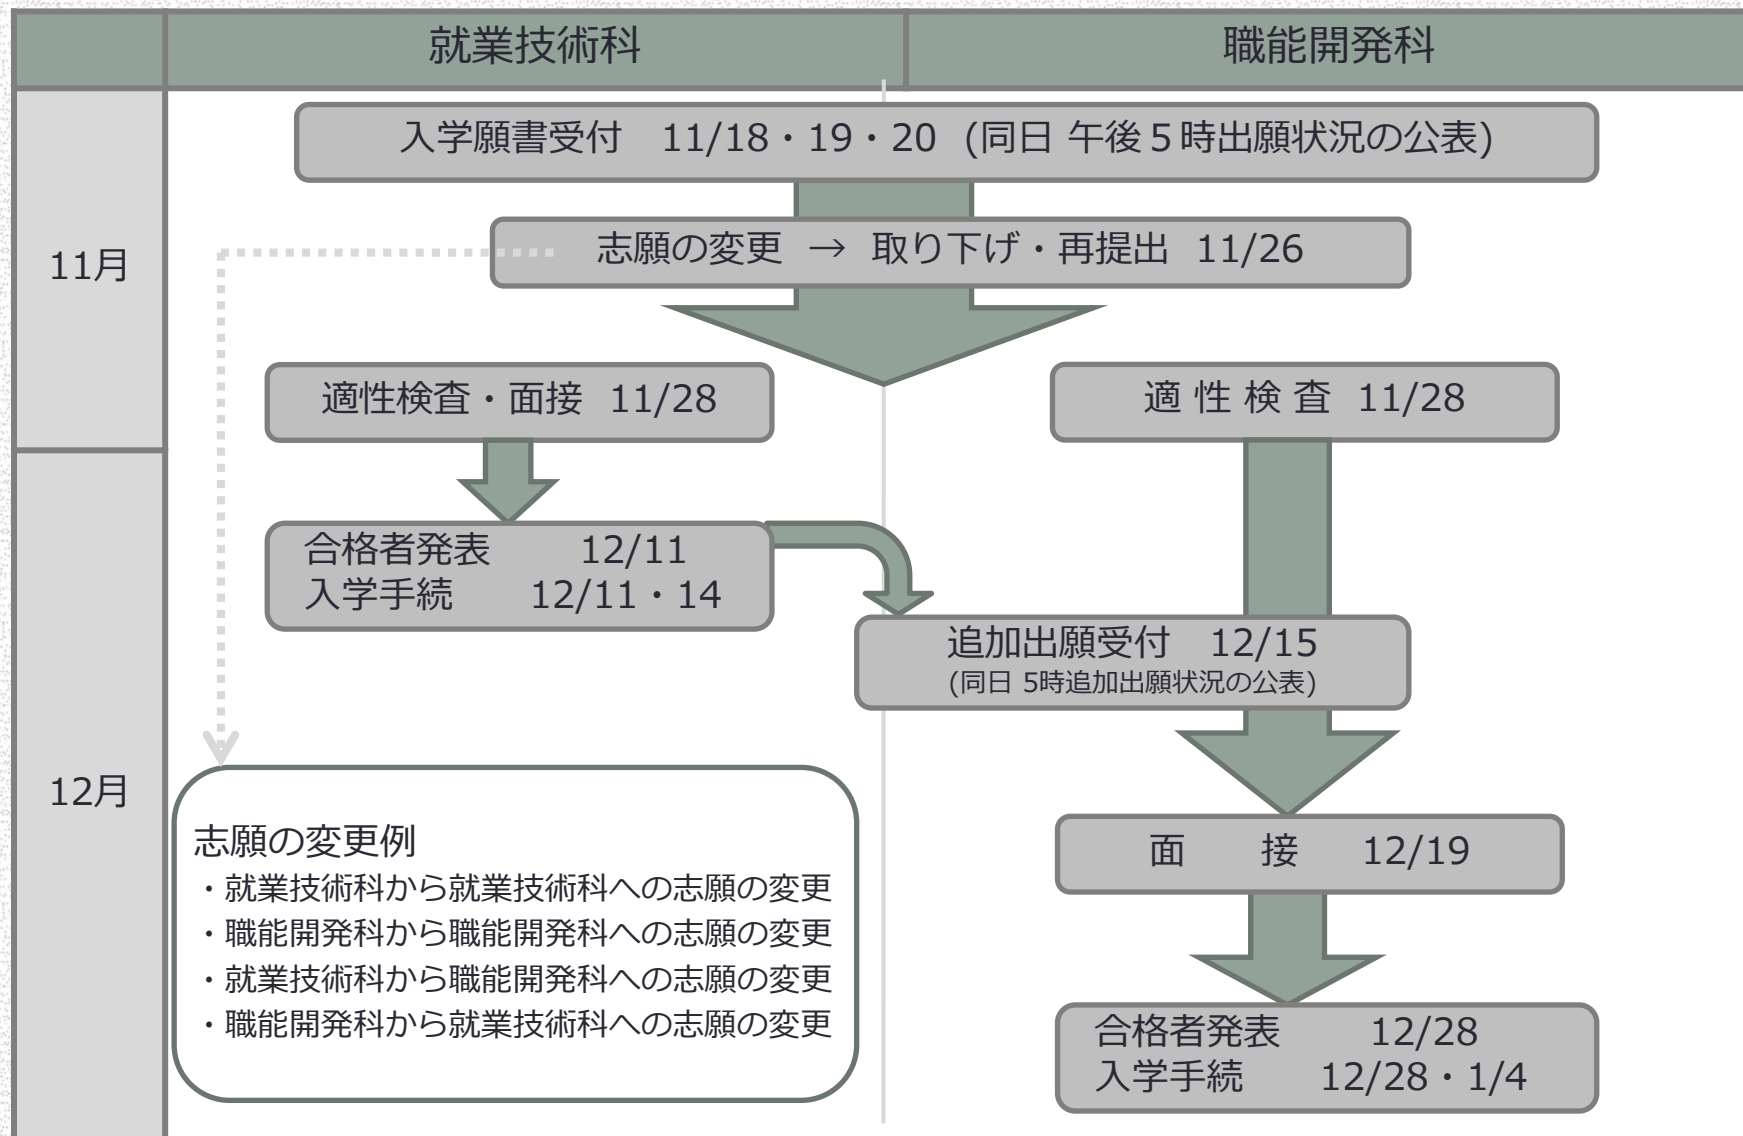 就業技術科
職能開発科
11月
入学願書受付　11/18・19・20 (同日 午後５時出願状況の公表)
志願の変更 → 取り下げ・再提出 11/26
適性検査・面接 11/28
適 性 検 査 11/28
12月
合格者発表　　12/11
入学手続　　12/11・14
追加出願受付　12/15
(同日 5時追加出願状況の公表)
面　　接　 12/19
合格者発表　　12/28
入学手続　　12/28・1/4
志願の変更例
・就業技術科から就業技術科への志願の変更
・職能開発科から職能開発科への志願の変更
・就業技術科から職能開発科への志願の変更
・職能開発科から就業技術科への志願の変更